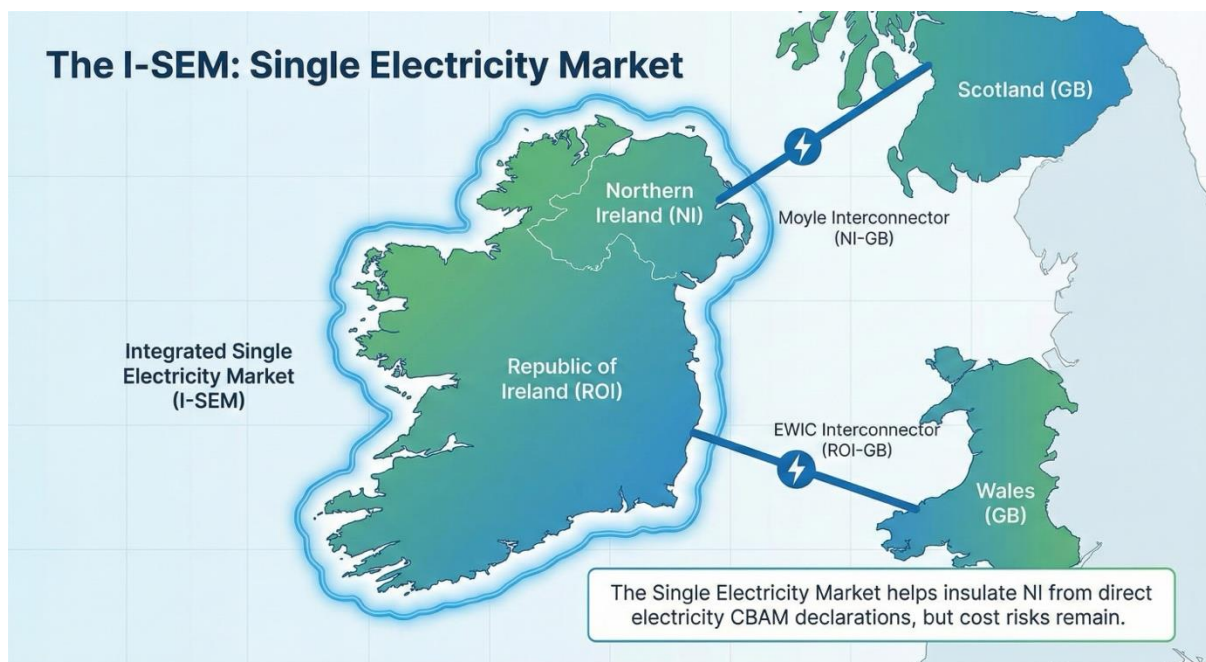 The I-SEM: Single Electricity Market
Scotland (GB)
Northern
Ireland (NI)
Moyle Interconnector
(NI-GB)
Integrated Single
Electricity Market
(I-SEM)
Republic of
Ireland (ROI)
EWIC Interconnector
(ROI-GB)
Wales
(GB)
The Single Electricity Market helps insulate NI from direct
electricity CBAM declarations, but cost risks remain.